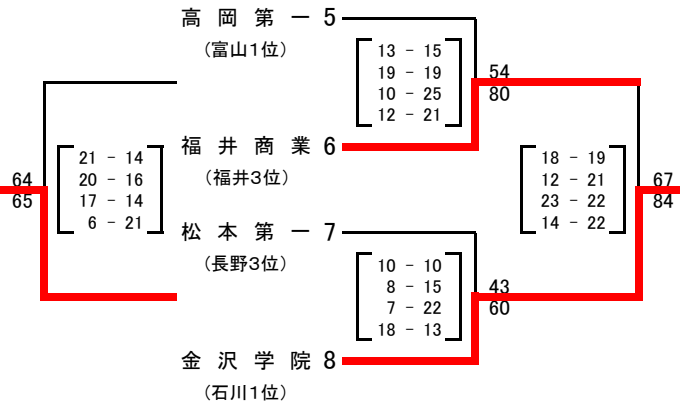 高岡第一 5
(富山1位)
13 - 15
19 - 19
10 - 25
12 - 21
54
80
福井商業 6
(福井3位)
21 - 14
20 - 16
17 - 14
6 - 21
64
65
18 - 19
12 - 21
23 - 22
14 - 22
67
84
松本第一 7
(長野3位)
10 - 10
8 - 15
7 - 22
18 - 13
43
60
金沢学院 8
(石川1位)